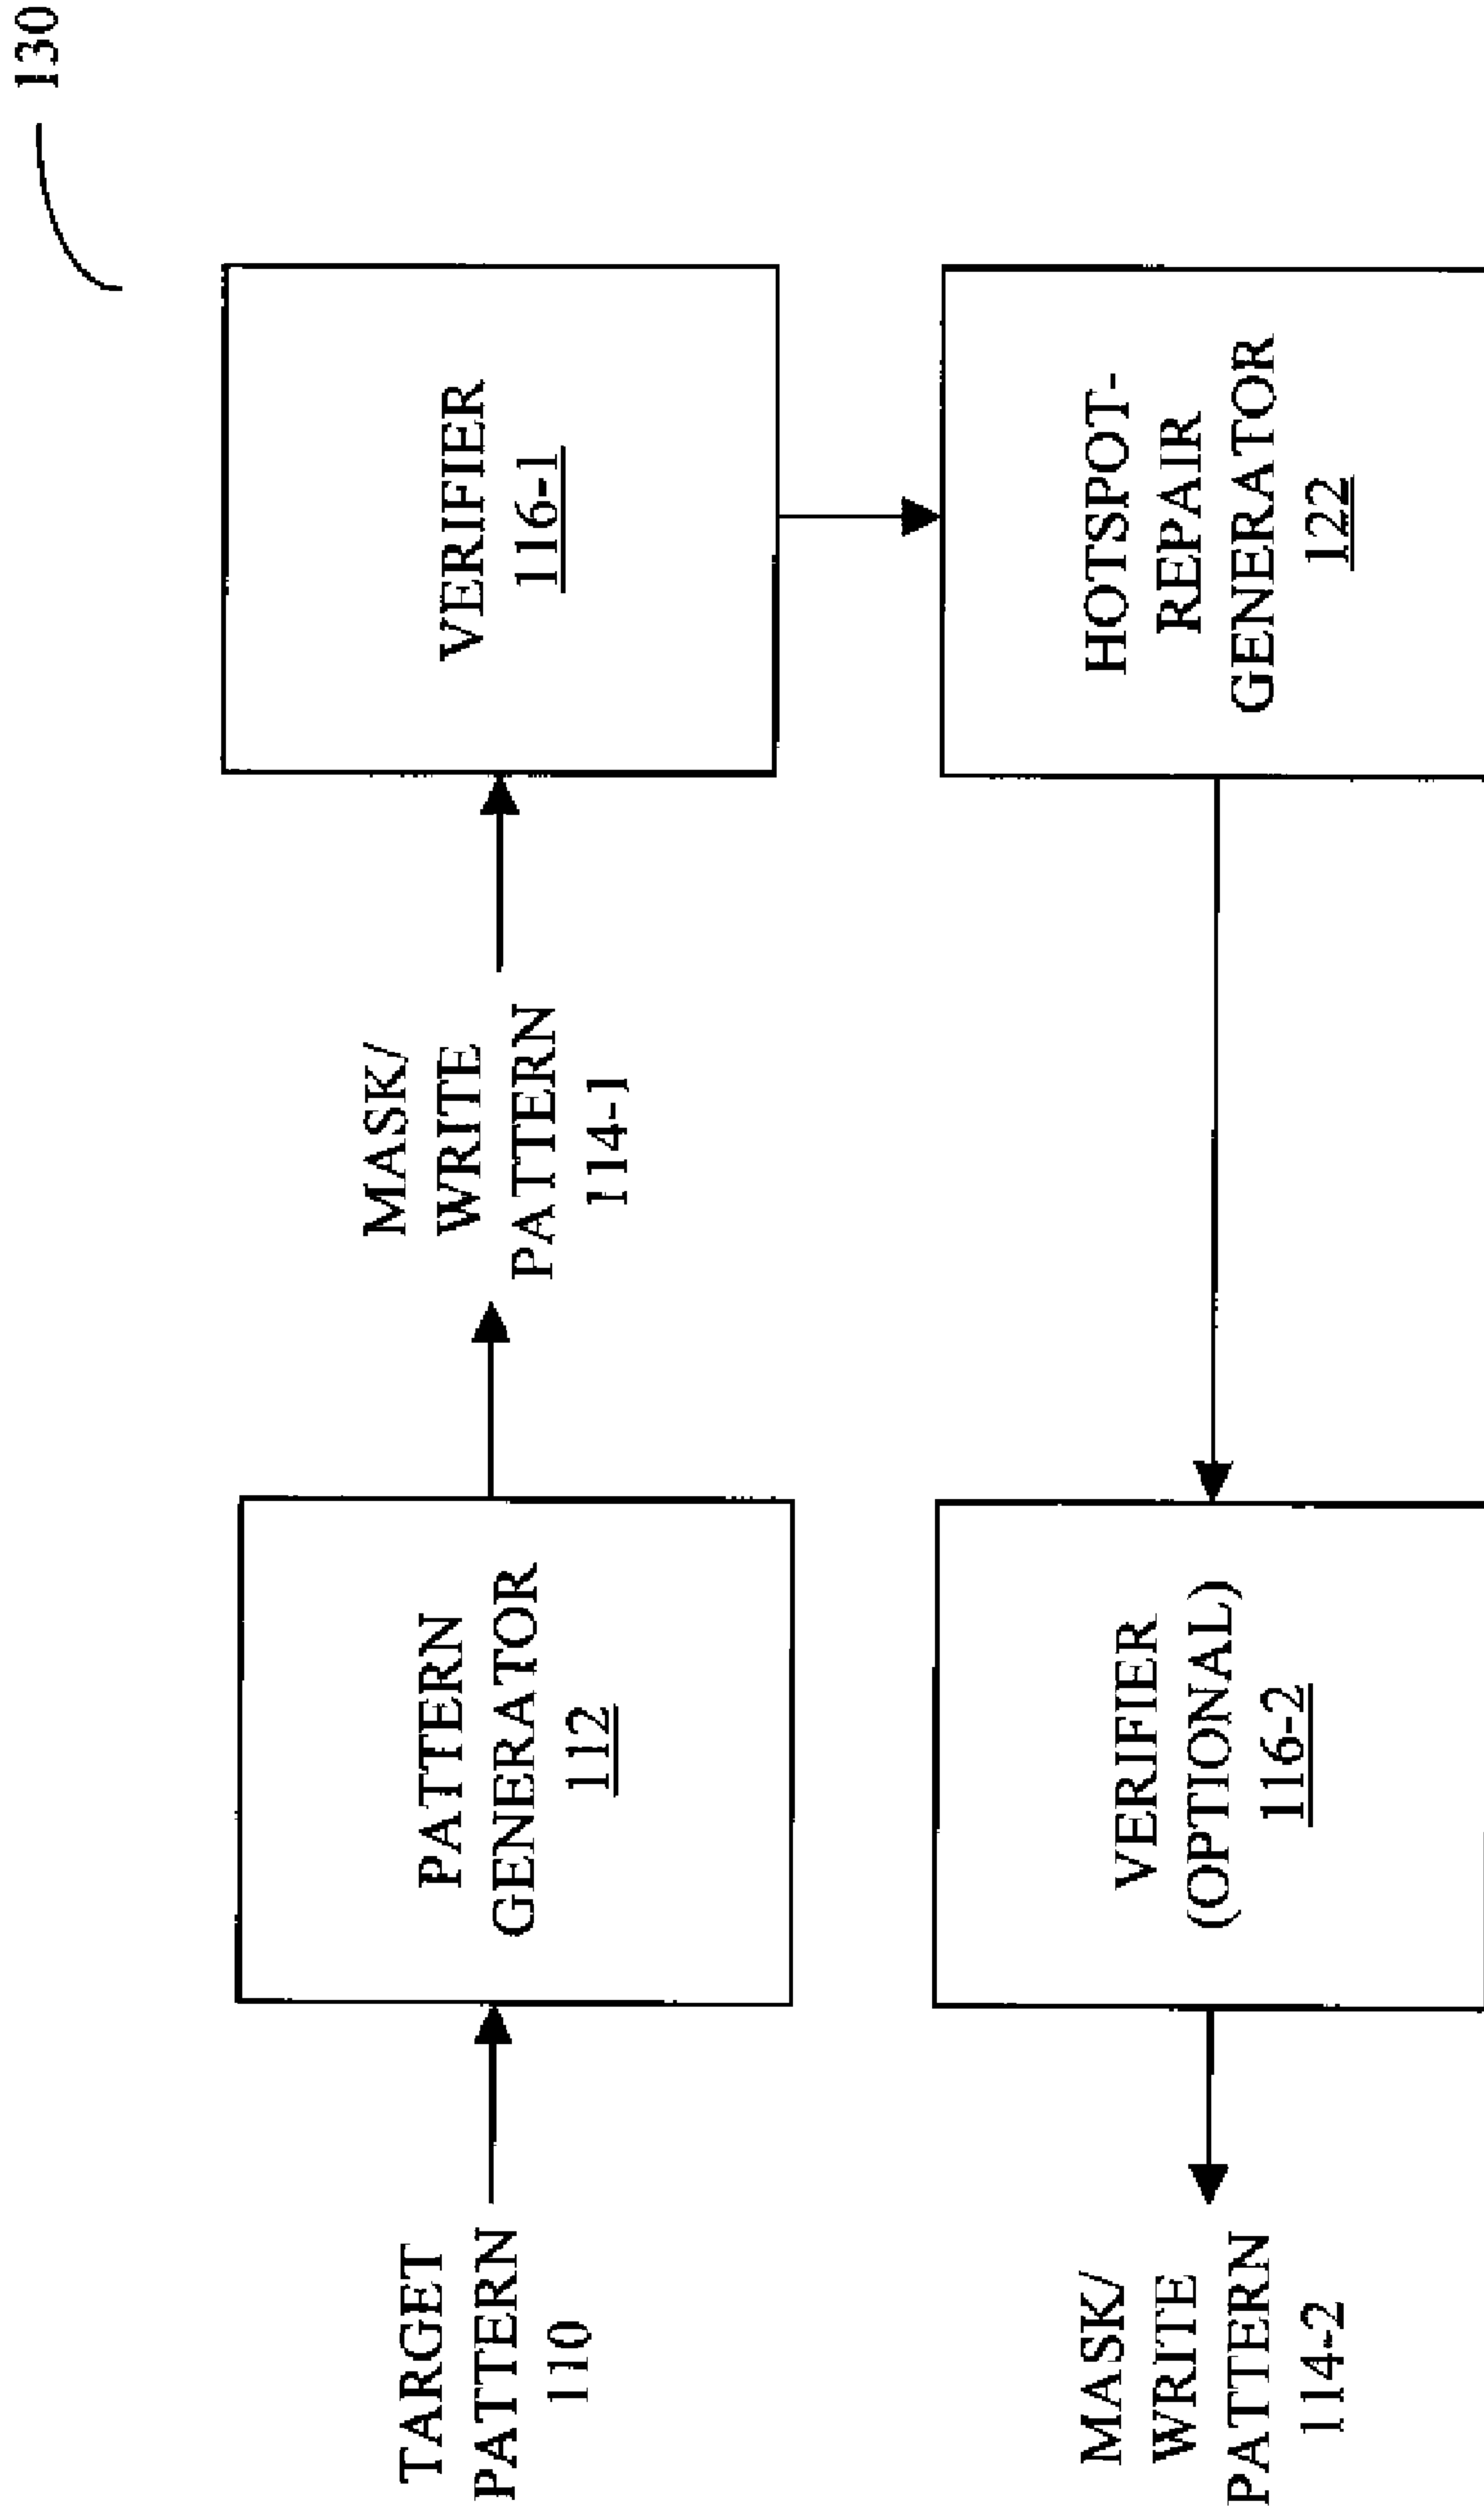 130
TARGET
PATTERN
110
PATTERN
GENERATOR
112
MASK/
WRITE
PATTERN
114-1
VERIFIER
116-1
HOTSPOT-
REPAIR
GENERATOR
122
VERIFIER
(OPTIONAL)
116-2
MASK/
WRITE
PATTERN
114-2